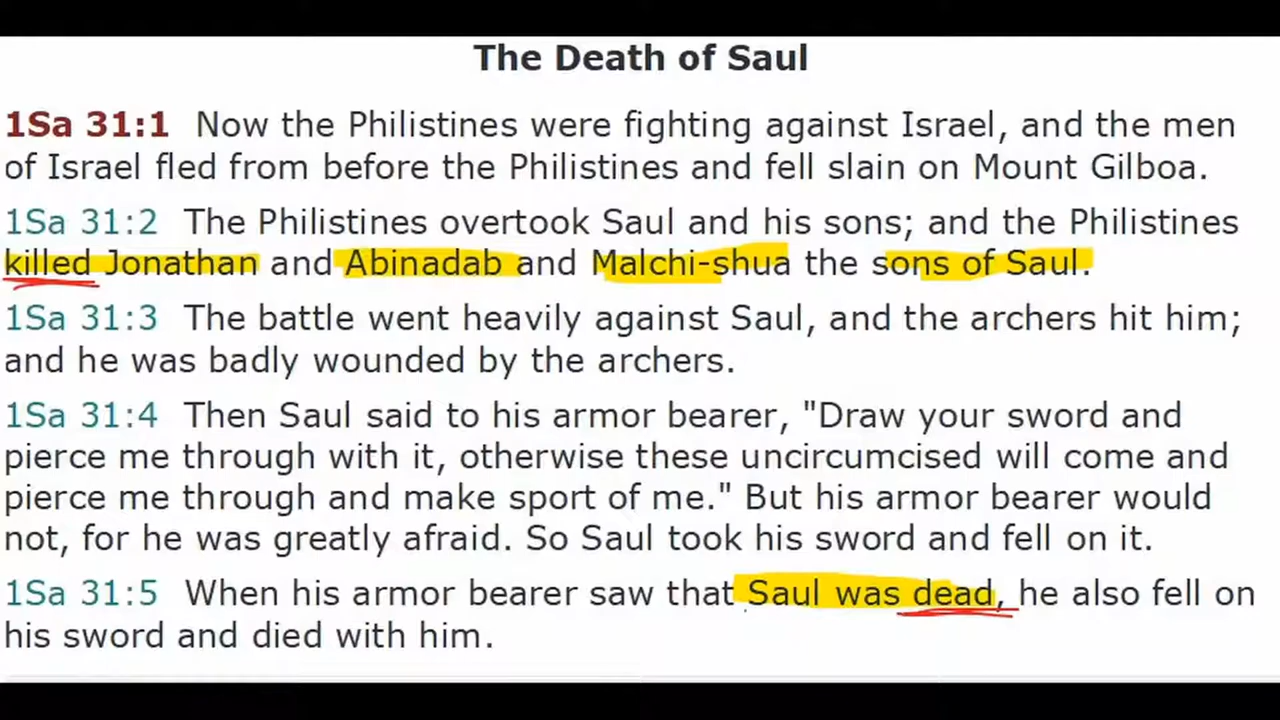 The Death of Saul
1Sa 31:1 Now the Philistines were fighting against Israel, and the men
of Israel fled from before the Philistines and fell slain on Mount Gilboa.
1Sa 31:2 The Philistines overtook Saul and his sons; and the Philistines
killed Jonathan and Abinadab and Malchi-shua the sons of Saul.
1Sa 31:3 The battle went heavily against Saul, and the archers hit him;
and he was badly wounded by the archers.
1Sa 31:4 Then Saul said to his armor bearer, "Draw your sword and
pierce me through with it, otherwise these uncircumcised will come and
pierce me through and make sport of me." But his armor bearer would
not, for he was greatly afraid. So Saul took his sword and fell on it.
1Sa 31:5 When his armor bearer saw that Saul was dead, he also fell on
his sword and died with him.